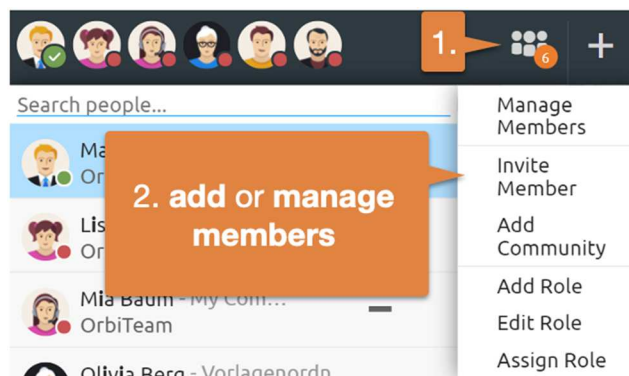 1.
6
+
Search people...
Ma
Or
2. add or manage
members
Lis
Or
Mia Baum - My Com...
OrbiTeam
Olivia Berg - Vorlagenordn
Manage
Members
Invite
Member
Add
Community
Add Role
Edit Role
Assign Role